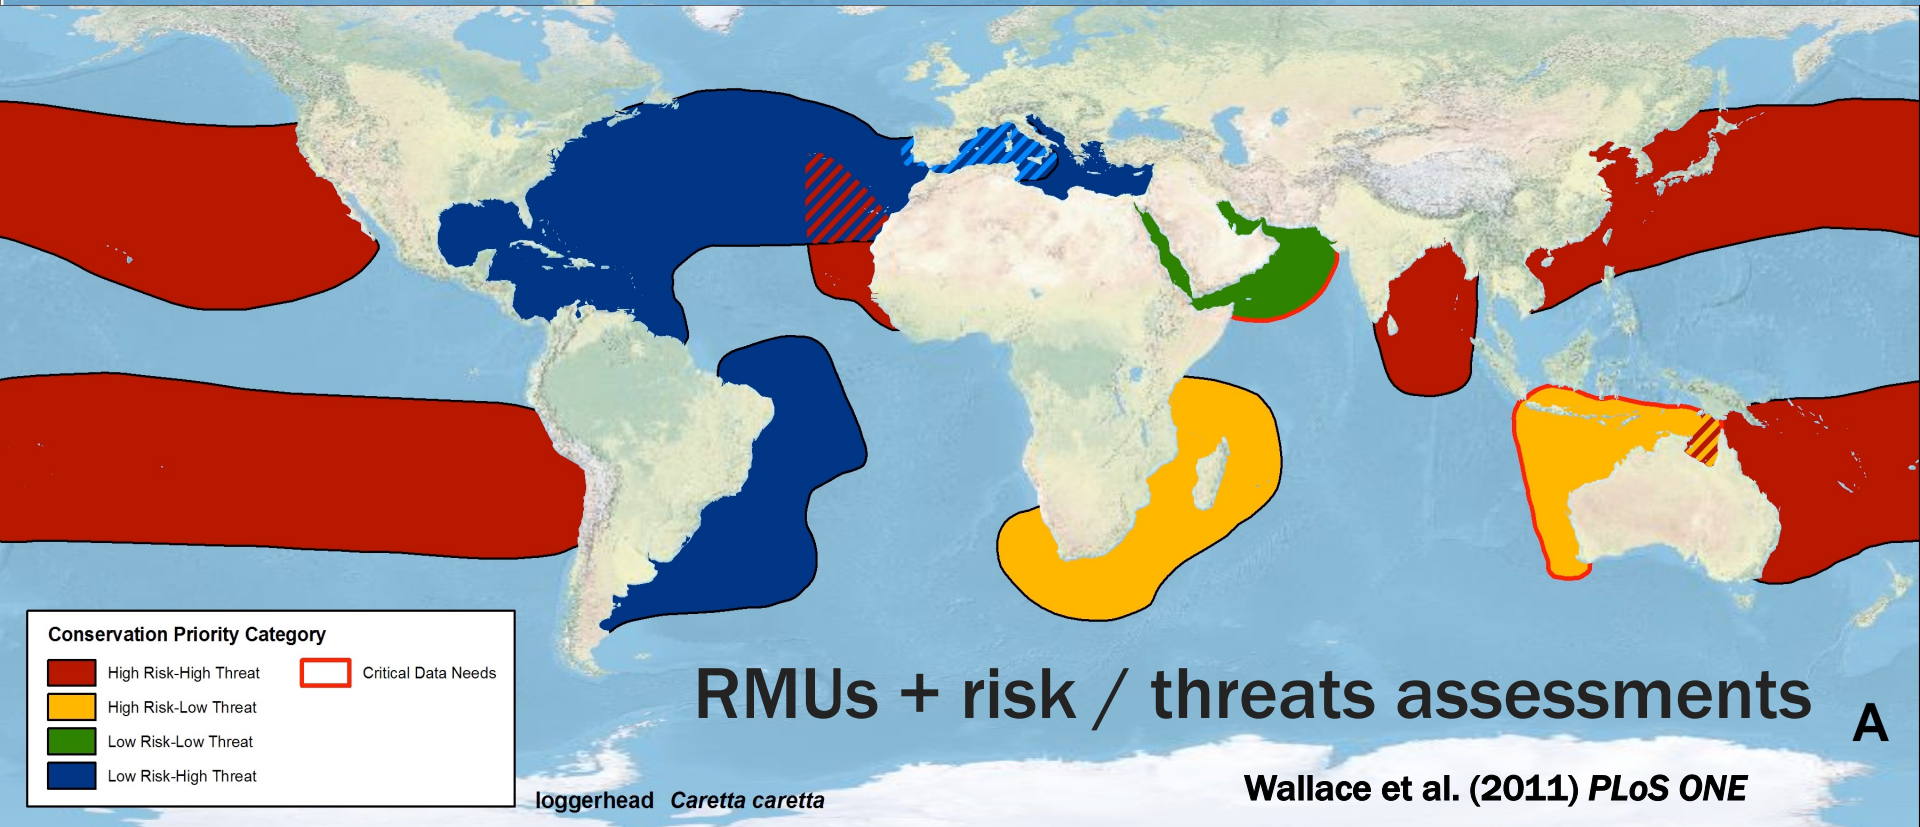 Conservation Priority Category
High Risk-High Threat
Critical Data Needs
High Risk-Low Threat
Low Risk-Low Threat
Low Risk-High Threat
RMUs + risk / threats assessments
A
loggerhead Caretta caretta
Wallace et al. (2011) PLoS ONE